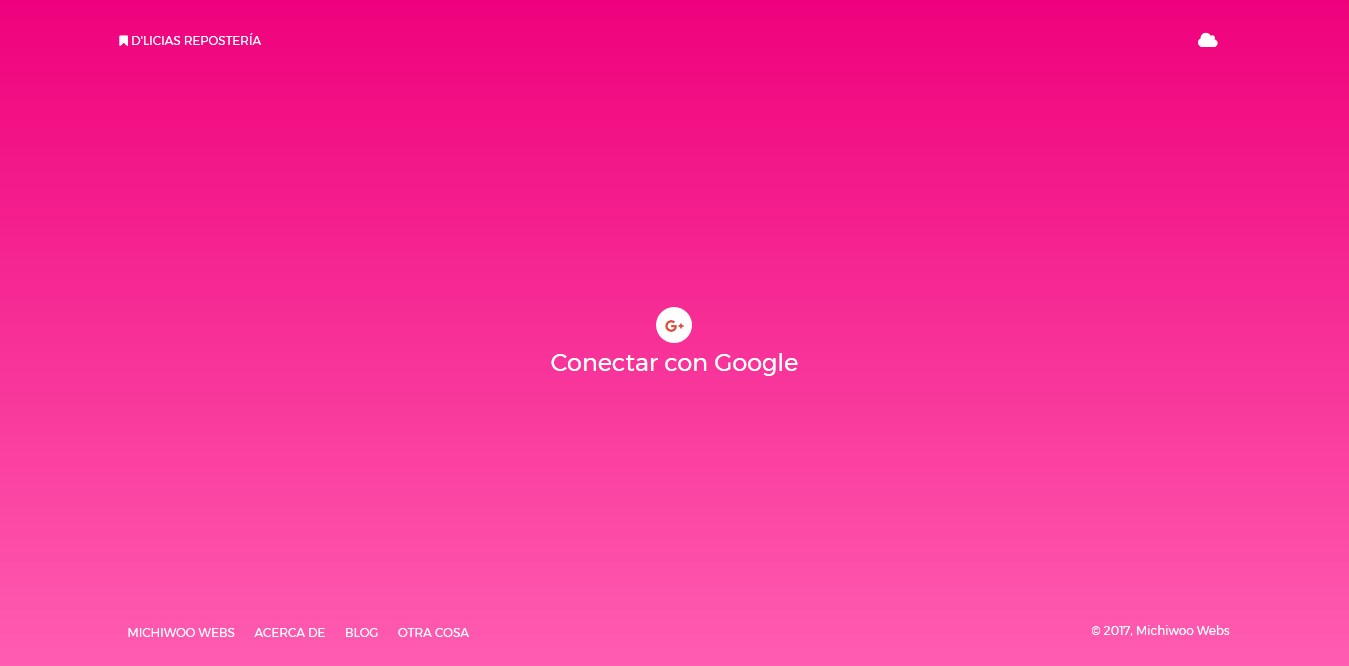 D'LICIAS REPOSTERÍA
G+
Conectar con Google
MICHIWOO WEBS ACERCA DE BLOG OTRA COSA
© 2017, Michiwoo Webs